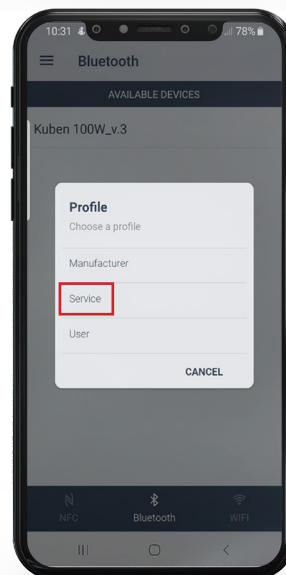 10:31
78%
Bluetooth
AVAILABLE DEVICES
Kuben 100W_v.3
Profile
Choose a profile
Manufacturer
Service
User
CANCEL
NFC
Bluetooth
WIFI